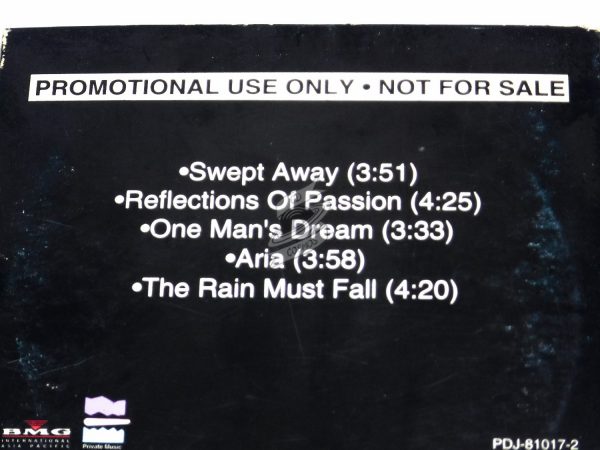 PROMOTIONAL USE ONLY • NOT FOR SALE
•Swept Away (3:51)
•Reflections Of Passion (4:25)
•One Man's Dream (3:33)
•Aria (3:58)
•The Rain Must Fall (4:20)
BMG
INTERNATIONAL
ASIA PACIFIC
Private Music
PDJ-81017-2